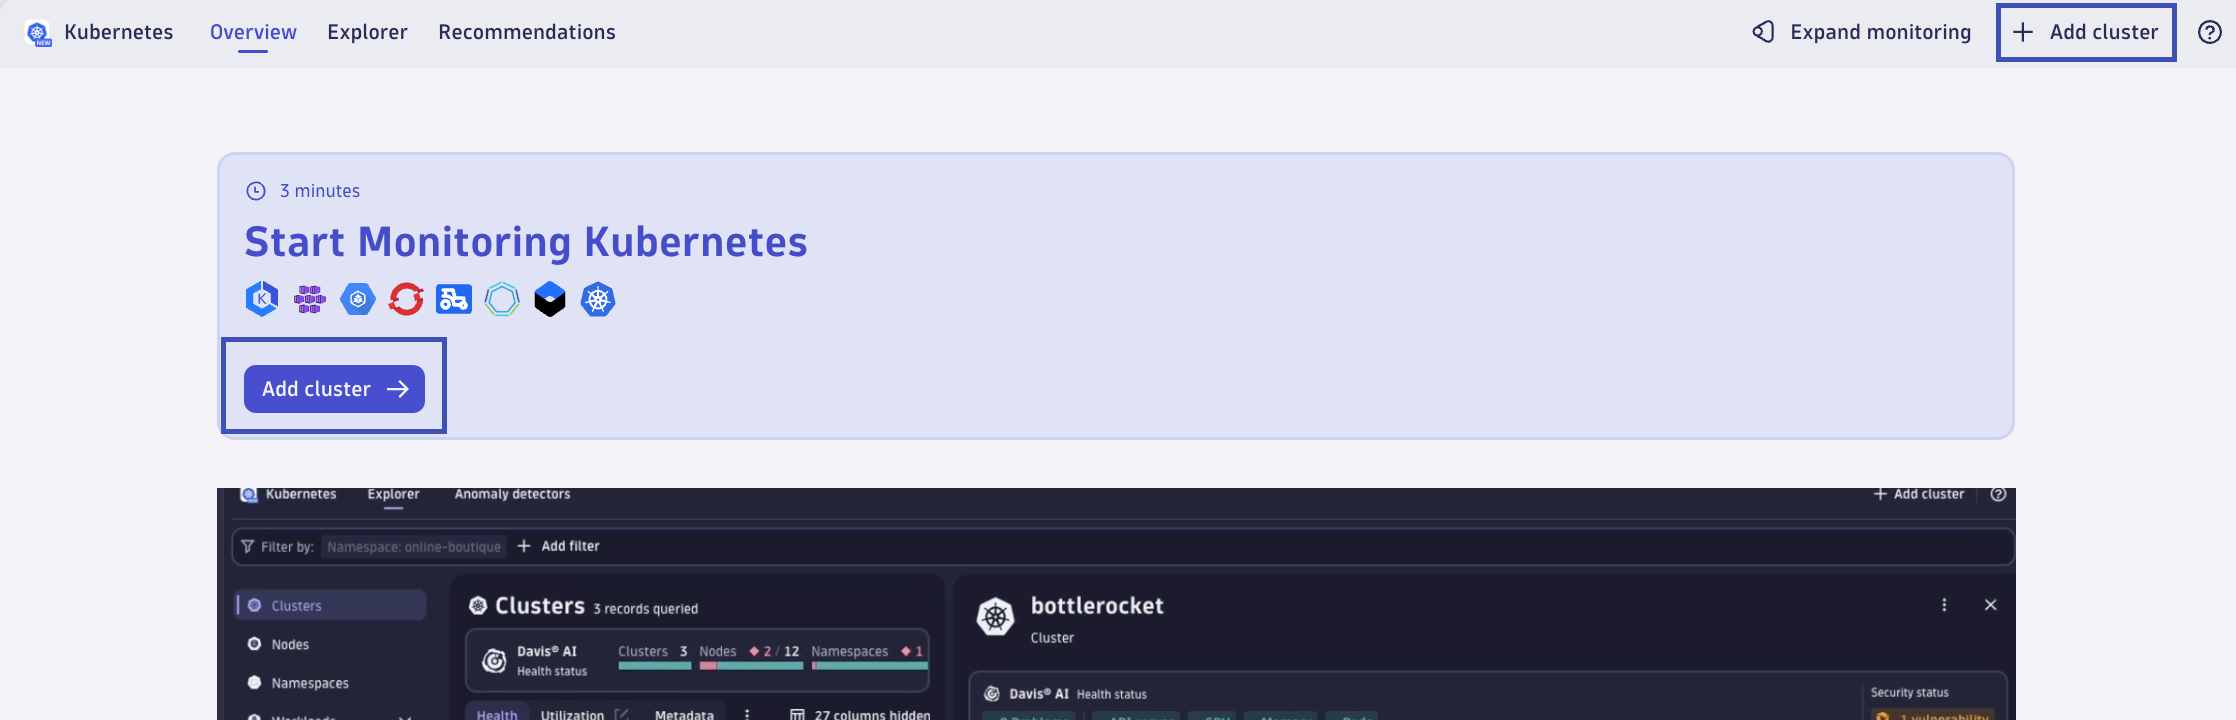 Kubernetes Overview Explorer Recommendations Expand monitoring + Add cluster
NEW
3 minutes
Start Monitoring Kubernetes
K
Add cluster →
Kubernetes Explorer Anomaly detectors + Add cluster
Filter by: Namespace: online-boutique + Add filter
Clusters
Nodes
Namespaces
Workloads
Clusters 3 records queried
Davis® AI
Health status
Clusters 3 Nodes 2 / 12 Namespaces 1
Health Utilization Metadata 27 columns hidden
bottlerocket
Cluster
Davis® AI Health status
Security status
1 vulnerability